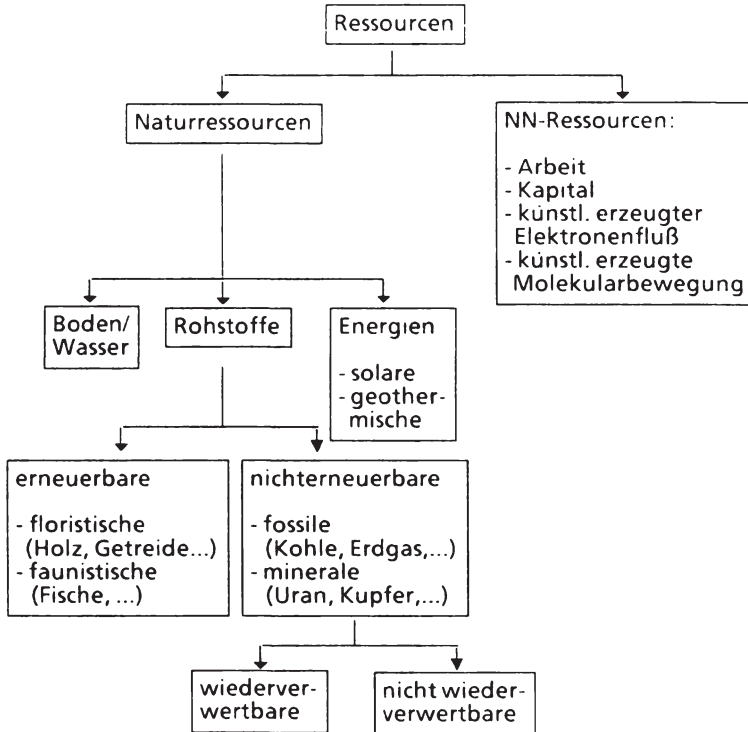 Ressourcen
Naturressourcen
NN-Ressourcen:
- Arbeit
- Kapital
- künstl. erzeugter
Elektronenfluß
- künstl. erzeugte
Molekularbewegung
Boden/
Wasser
Rohstoffe
Energien
- solare
- geother-
mische
erneuerbare
- floristische
(Holz, Getreide...)
- faunistische
(Fische, ...)
nichterneuerbare
- fossile
(Kohle, Erdgas,...)
- minerale
(Uran, Kupfer,...)
wiederver-
wertbare
nicht wieder-
verwertbare